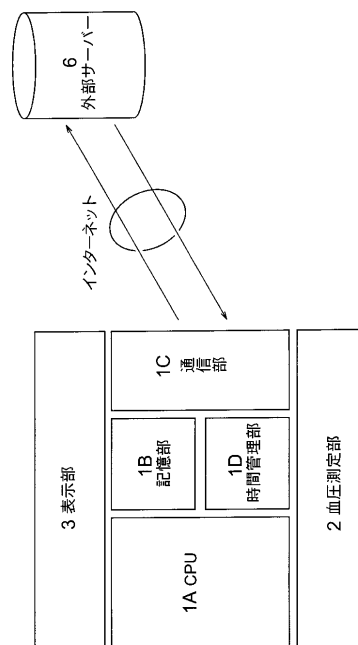 3 表示部
1A CPU
1B
記憶部
1D
時間管理部
1C
通信部
2 血圧測定部
インターネット
6
外部サーバー